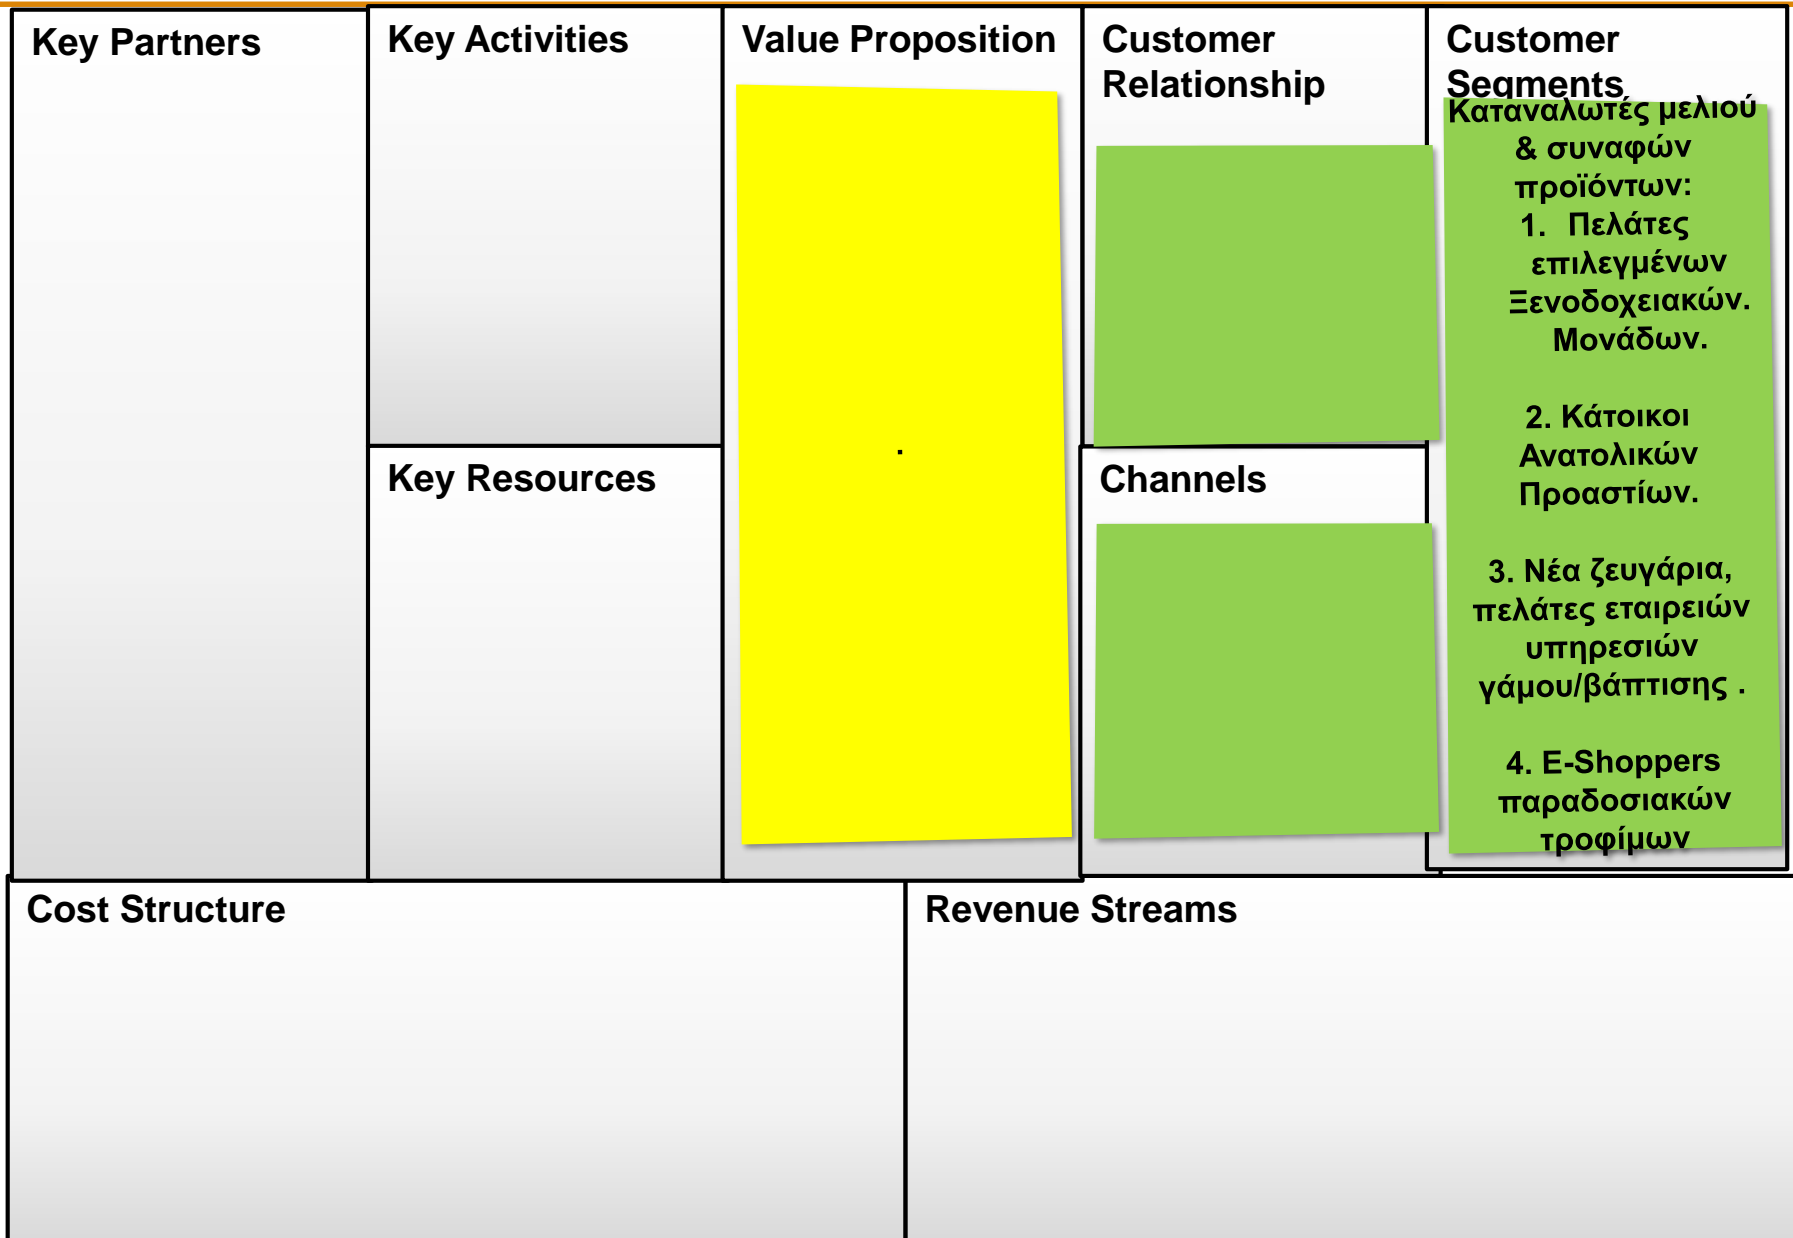 Key Partners
Key Activities
Value Proposition
.
Customer
Relationship
Customer
Segments
Καταναλωτές μελιού
& συναφών
προϊόντων:
1. Πελάτες
επιλεγμένων
Ξενοδοχειακών.
Μονάδων.
2. Κάτοικοι
Ανατολικών
Προαστίων.
3. Νέα ζευγάρια,
πελάτες εταιρειών
υπηρεσιών
γάμου/βάπτισης .
4. E-Shoppers
παραδοσιακών
τροφίμων
Key Resources
Channels
Cost Structure
Revenue Streams